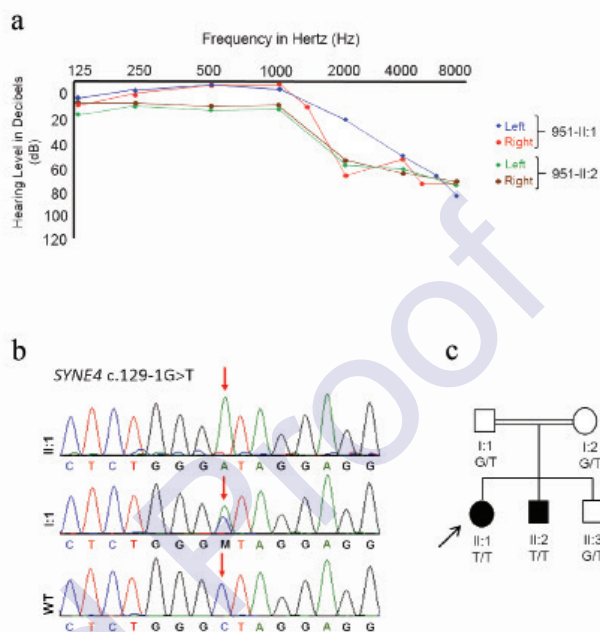 a
Frequency in Hertz (Hz)
125 250 500 1000 2000 4000 8000
Hearing Level in Decibels
(dB)
0
20
40
60
80
100
120
Left
Right
951-II:1
Left
Right
951-II:2
b
SYNE4 c.129-1G>T
II:1
C T C T G G G A T A G G A G G
I:1
C T C T G G G M T A G G A G G
WT
C T C T G G G C T A G G A G G
c
I:1
G/T
I:2
G/T
II:1
T/T
II:2
T/T
II:3
G/T
Proof